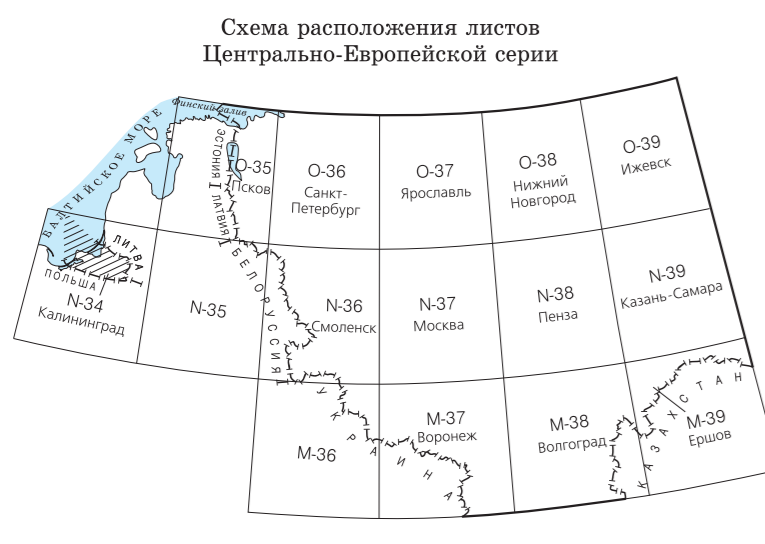 Схема расположения листов
Центрально-Европейской серии
Финский залив
БАЛТИЙСКОЕ МОРЕ
ЭСТОНИЯ
ЛАТВИЯ
O-35
Псков
O-36
Санкт-
Петербург
O-37
Ярославль
O-38
Нижний
Новгород
O-39
Ижевск
ЛИТВА
ПОЛЬША
БЕЛОРУССИЯ
N-34
Калининград
N-35
N-36
Смоленск
N-37
Москва
N-38
Пенза
N-39
Казань-Самара
УКРАИНА
КАЗАХСТАН
M-36
M-37
Воронеж
M-38
Волгоград
M-39
Ершов